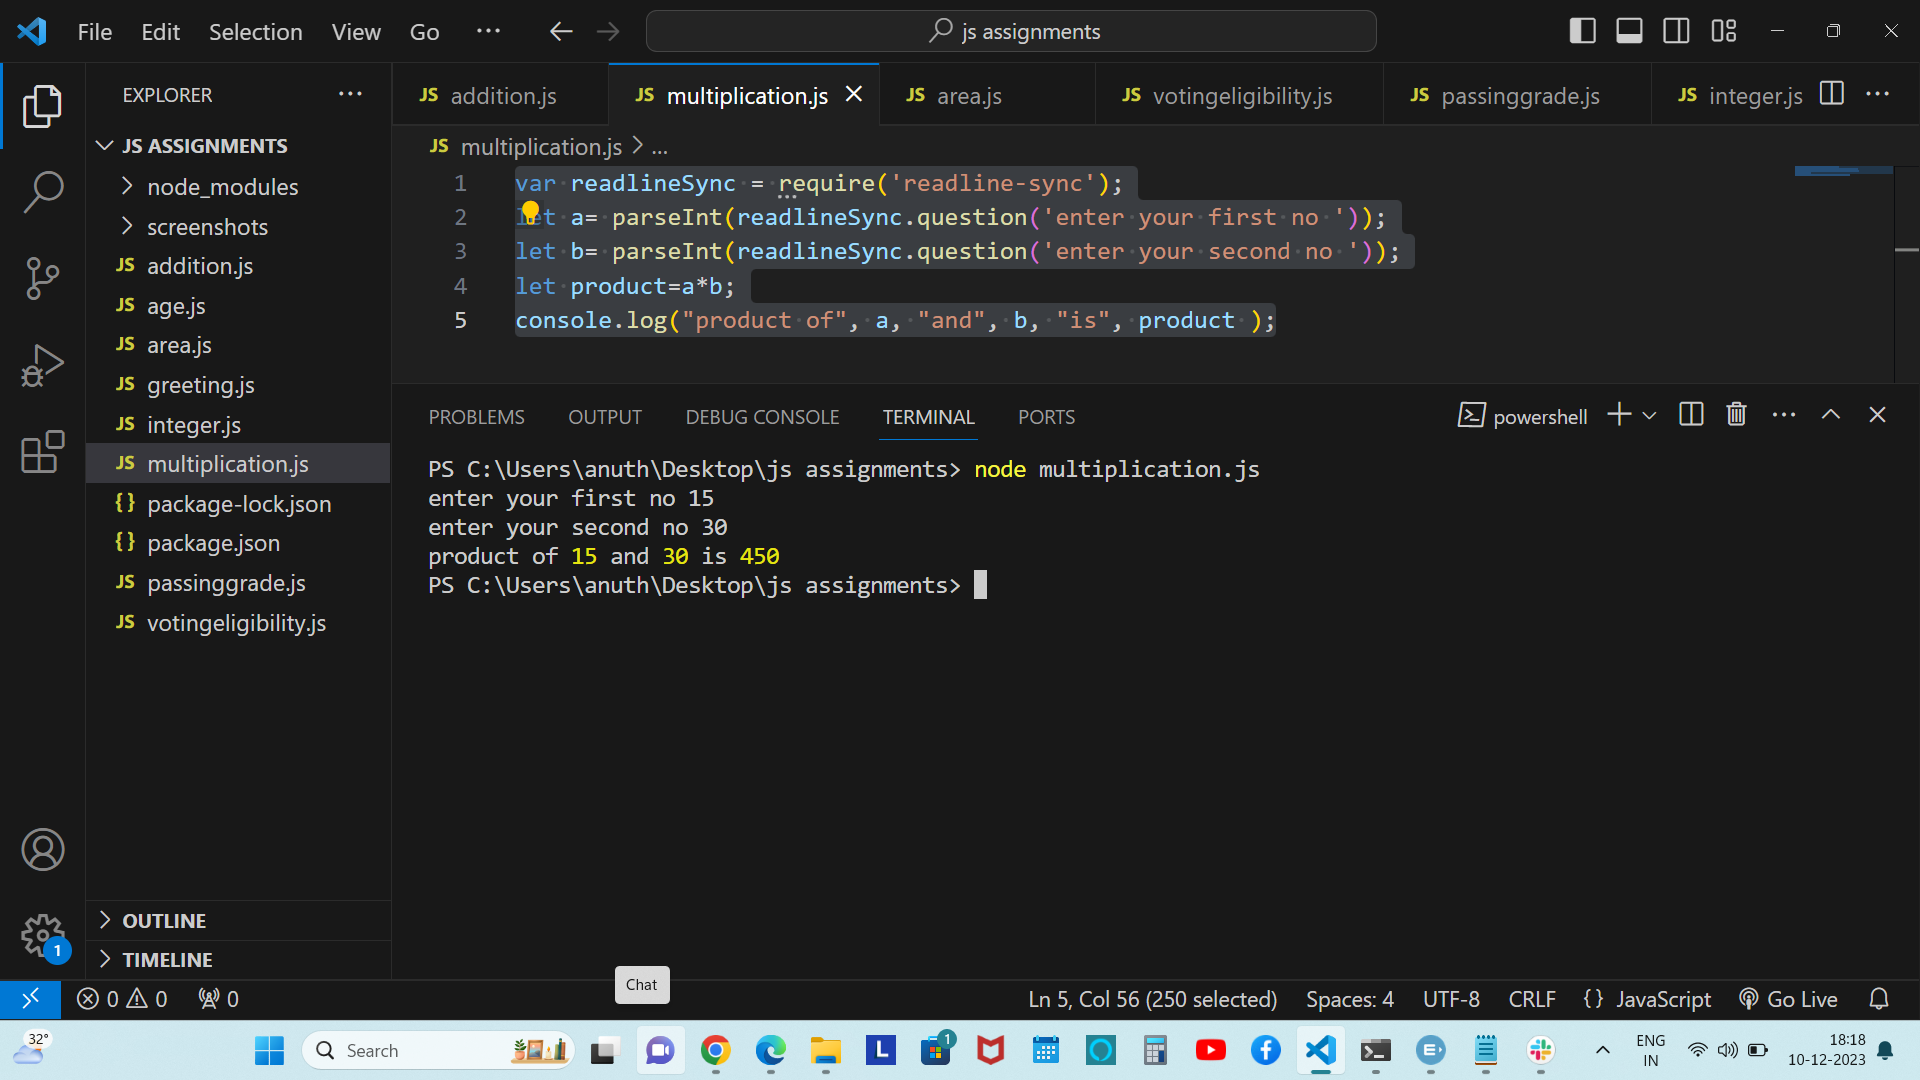 File Edit Selection View Go ··· js assignments
EXPLORER ···
JS ASSIGNMENTS
node_modules
screenshots
JS addition.js
JS age.js
JS area.js
JS greeting.js
JS integer.js
JS multiplication.js
{} package-lock.json
{} package.json
JS passinggrade.js
JS votingeligibility.js
OUTLINE
TIMELINE
1
JS addition.js JS multiplication.js JS area.js JS votingeligibility.js JS passinggrade.js JS integer.js ···
JS multiplication.js > ...
1 var readlineSync = require('readline-sync');
2 let a= parseInt(readlineSync.question('enter your first no '));
3 let b= parseInt(readlineSync.question('enter your second no '));
4 let product=a*b;
5 console.log("product of", a, "and", b, "is", product );
PROBLEMS OUTPUT DEBUG CONSOLE TERMINAL PORTS powershell ···
PS C:\Users\anuth\Desktop\js assignments> node multiplication.js
enter your first no 15
enter your second no 30
product of 15 and 30 is 450
PS C:\Users\anuth\Desktop\js assignments>
Chat
0 0 0 Ln 5, Col 56 (250 selected) Spaces: 4 UTF-8 CRLF {} JavaScript Go Live
32° Search L 1 E ENG IN 18:18 10-12-2023